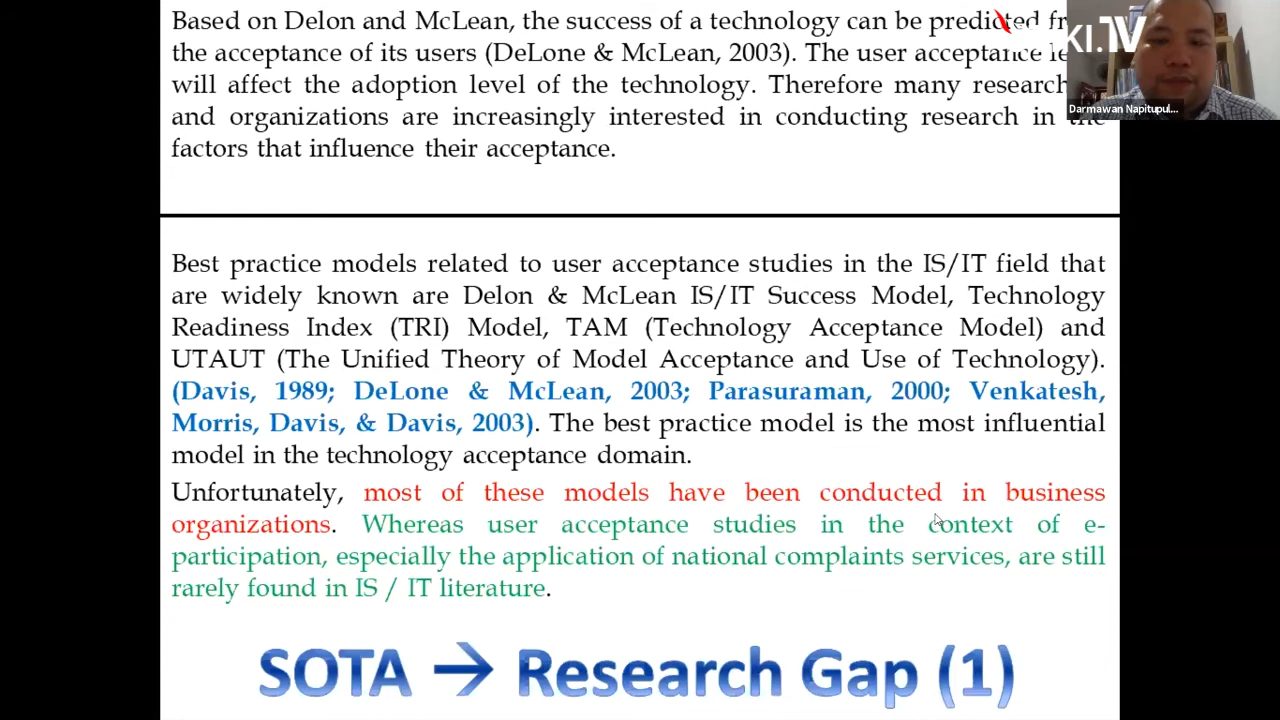 Based on Delon and McLean, the success of a technology can be predicted
the acceptance of its users (DeLone & McLean, 2003). The user acceptance
will affect the adoption level of the technology. Therefore many
and organizations are increasingly interested in conducting research in the
factors that influence their acceptance.
Best practice models related to user acceptance studies in the IS/IT field that
are widely known are Delon & McLean IS/IT Success Model, Technology
Readiness Index (TRI) Model, TAM (Technology Acceptance Model) and
UTAUT (The Unified Theory of Model Acceptance and Use of Technology).
(Davis, 1989; DeLone & McLean, 2003; Parasuraman, 2000; Venkatesh,
Morris, Davis, & Davis, 2003). The best practice model is the most influential
model in the technology acceptance domain.
Unfortunately, most of these models have been conducted in business
organizations. Whereas user acceptance studies in the context of e-
participation, especially the application of national complaints services, are still
rarely found in IS / IT literature.
SOTA → Research Gap (1)
Darmawan Napitupul...